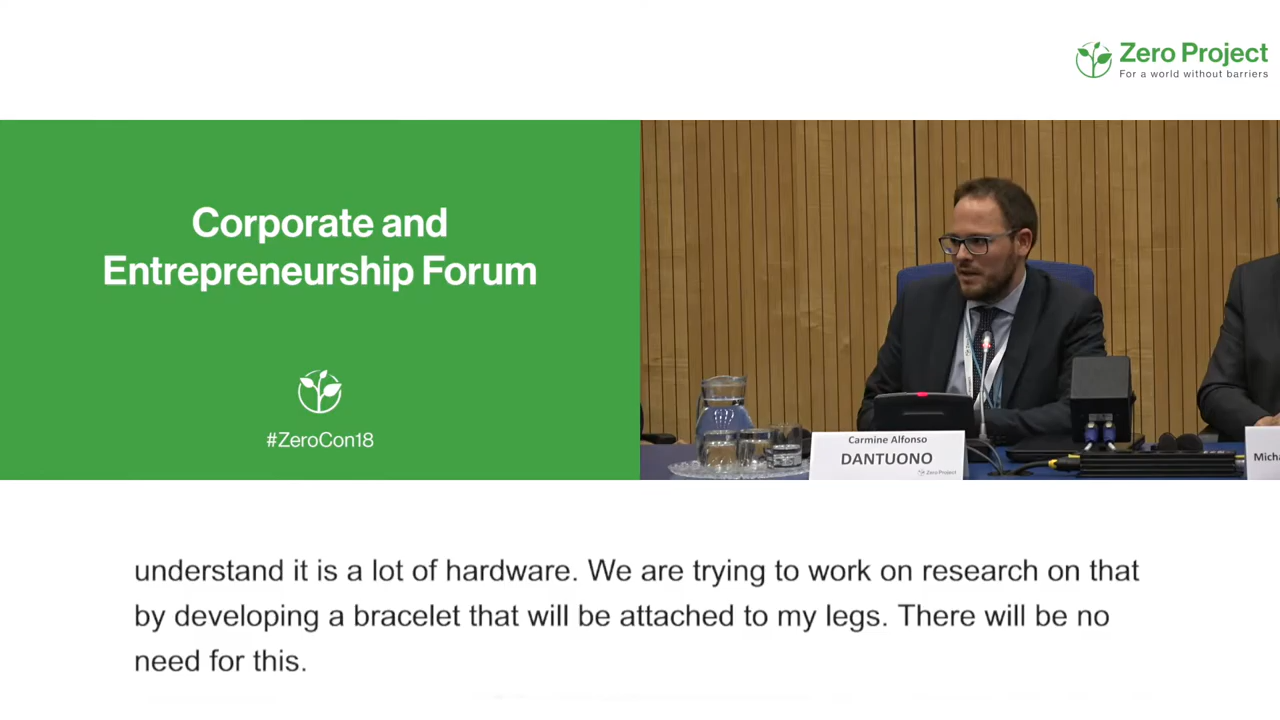 Zero Project
For a world without barriers
Corporate and
Entrepreneurship Forum
#ZeroCon18
Carmine Alfonso
DANTUONO
Zero Project
Micha
understand it is a lot of hardware. We are trying to work on research on that
by developing a bracelet that will be attached to my legs. There will be no
need for this.